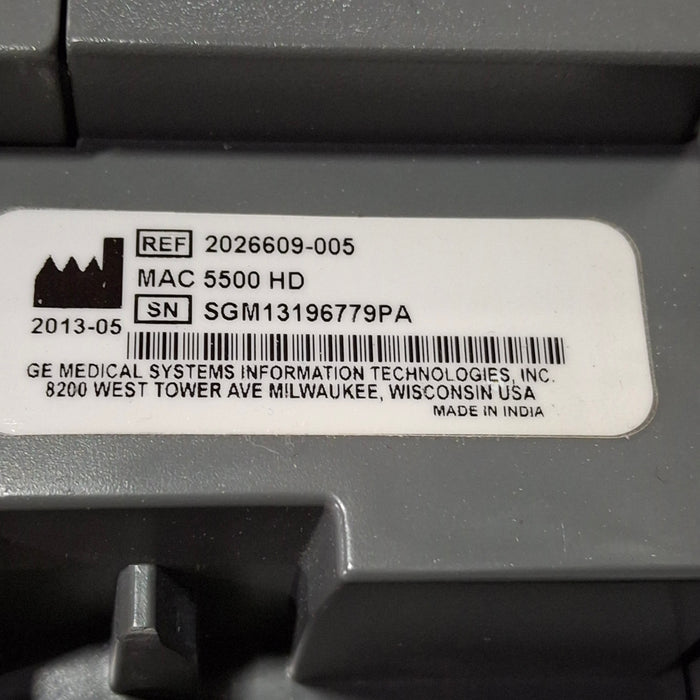 REF 2026609-005
MAC 5500 HD
SN SGM13196779PA
2013-05
GE MEDICAL SYSTEMS INFORMATION TECHNOLOGIES, INC.
8200 WEST TOWER AVE MILWAUKEE, WISCONSIN USA
MADE IN INDIA